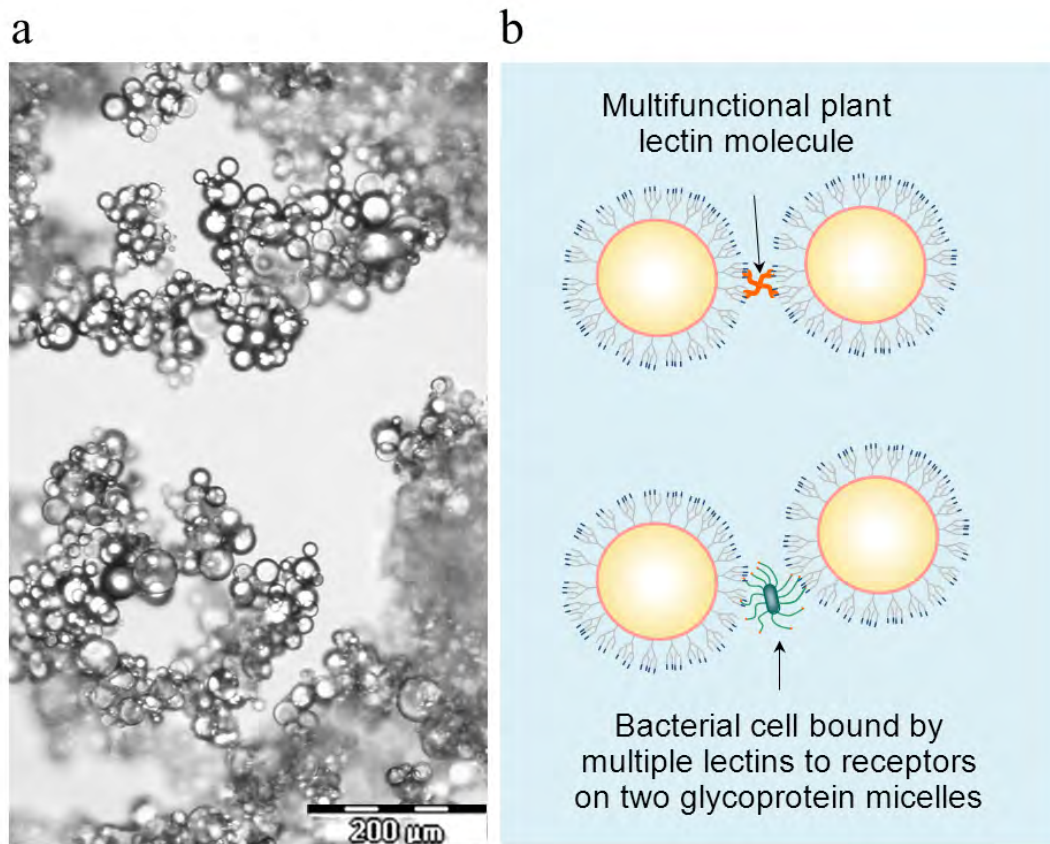 a
b
Multifunctional plant
lectin molecule
Bacterial cell bound by
multiple lectins to receptors
on two glycoprotein micelles
200 µm